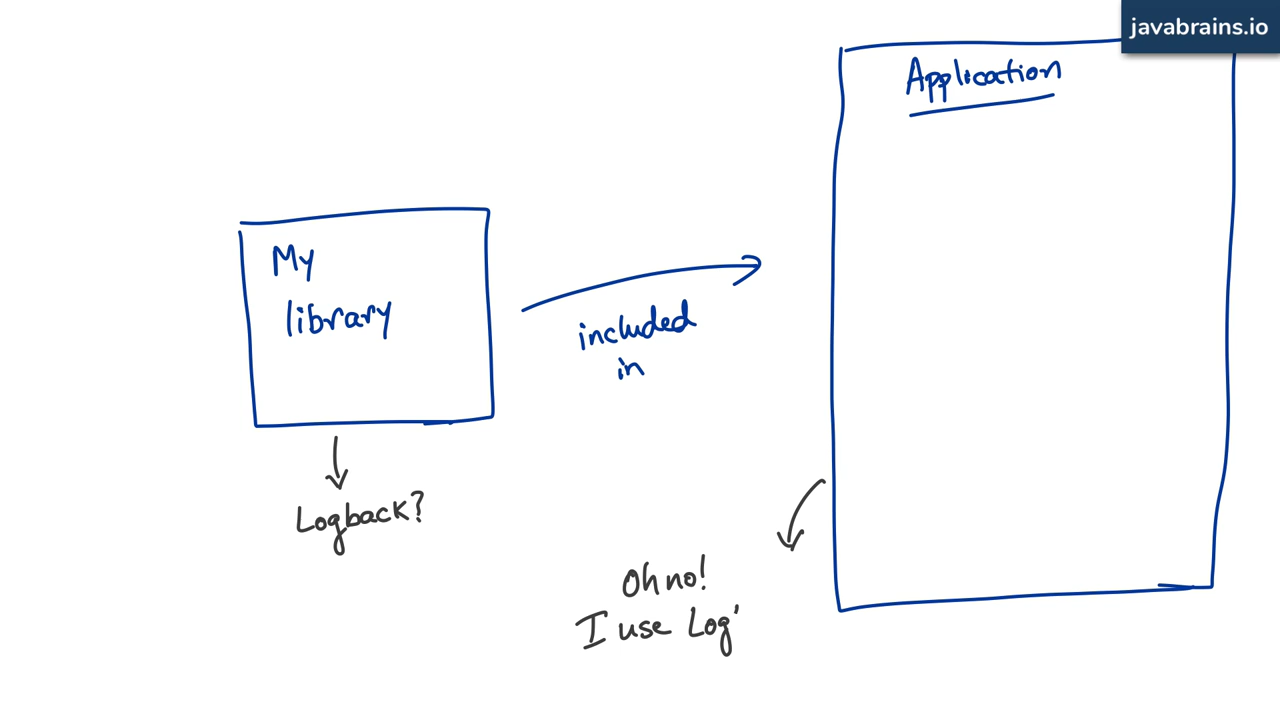 javabrains.io
Application
My
library
included
in
Logback?
Oh no!
I use Log'